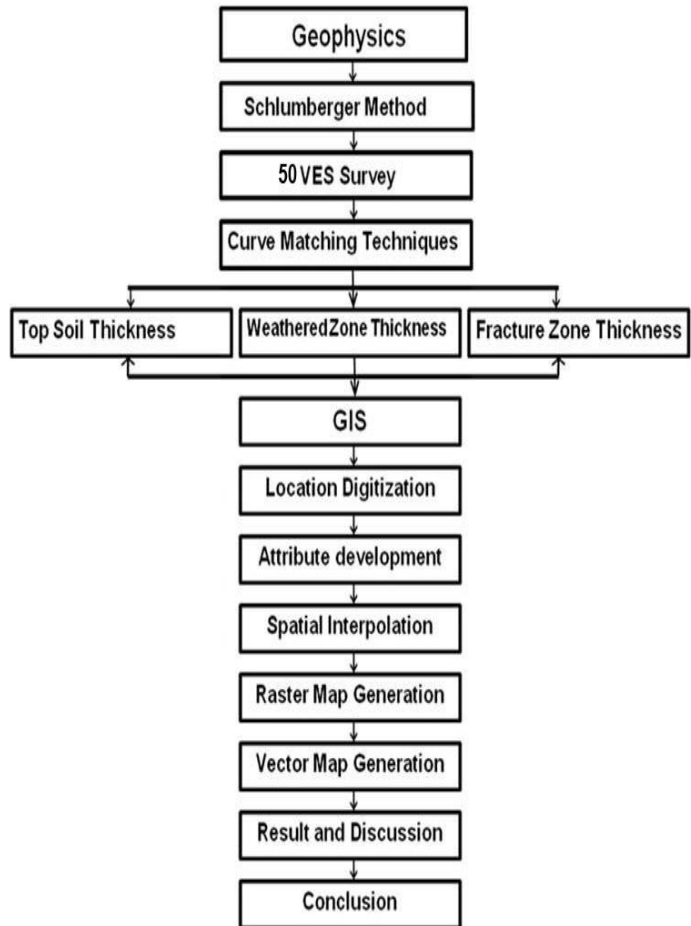 Geophysics
Schlumberger Method
50 VES Survey
Curve Matching Techniques
Top Soil Thickness
Weathered Zone Thickness
Fracture Zone Thickness
GIS
Location Digitization
Attribute development
Spatial Interpolation
Raster Map Generation
Vector Map Generation
Result and Discussion
Conclusion